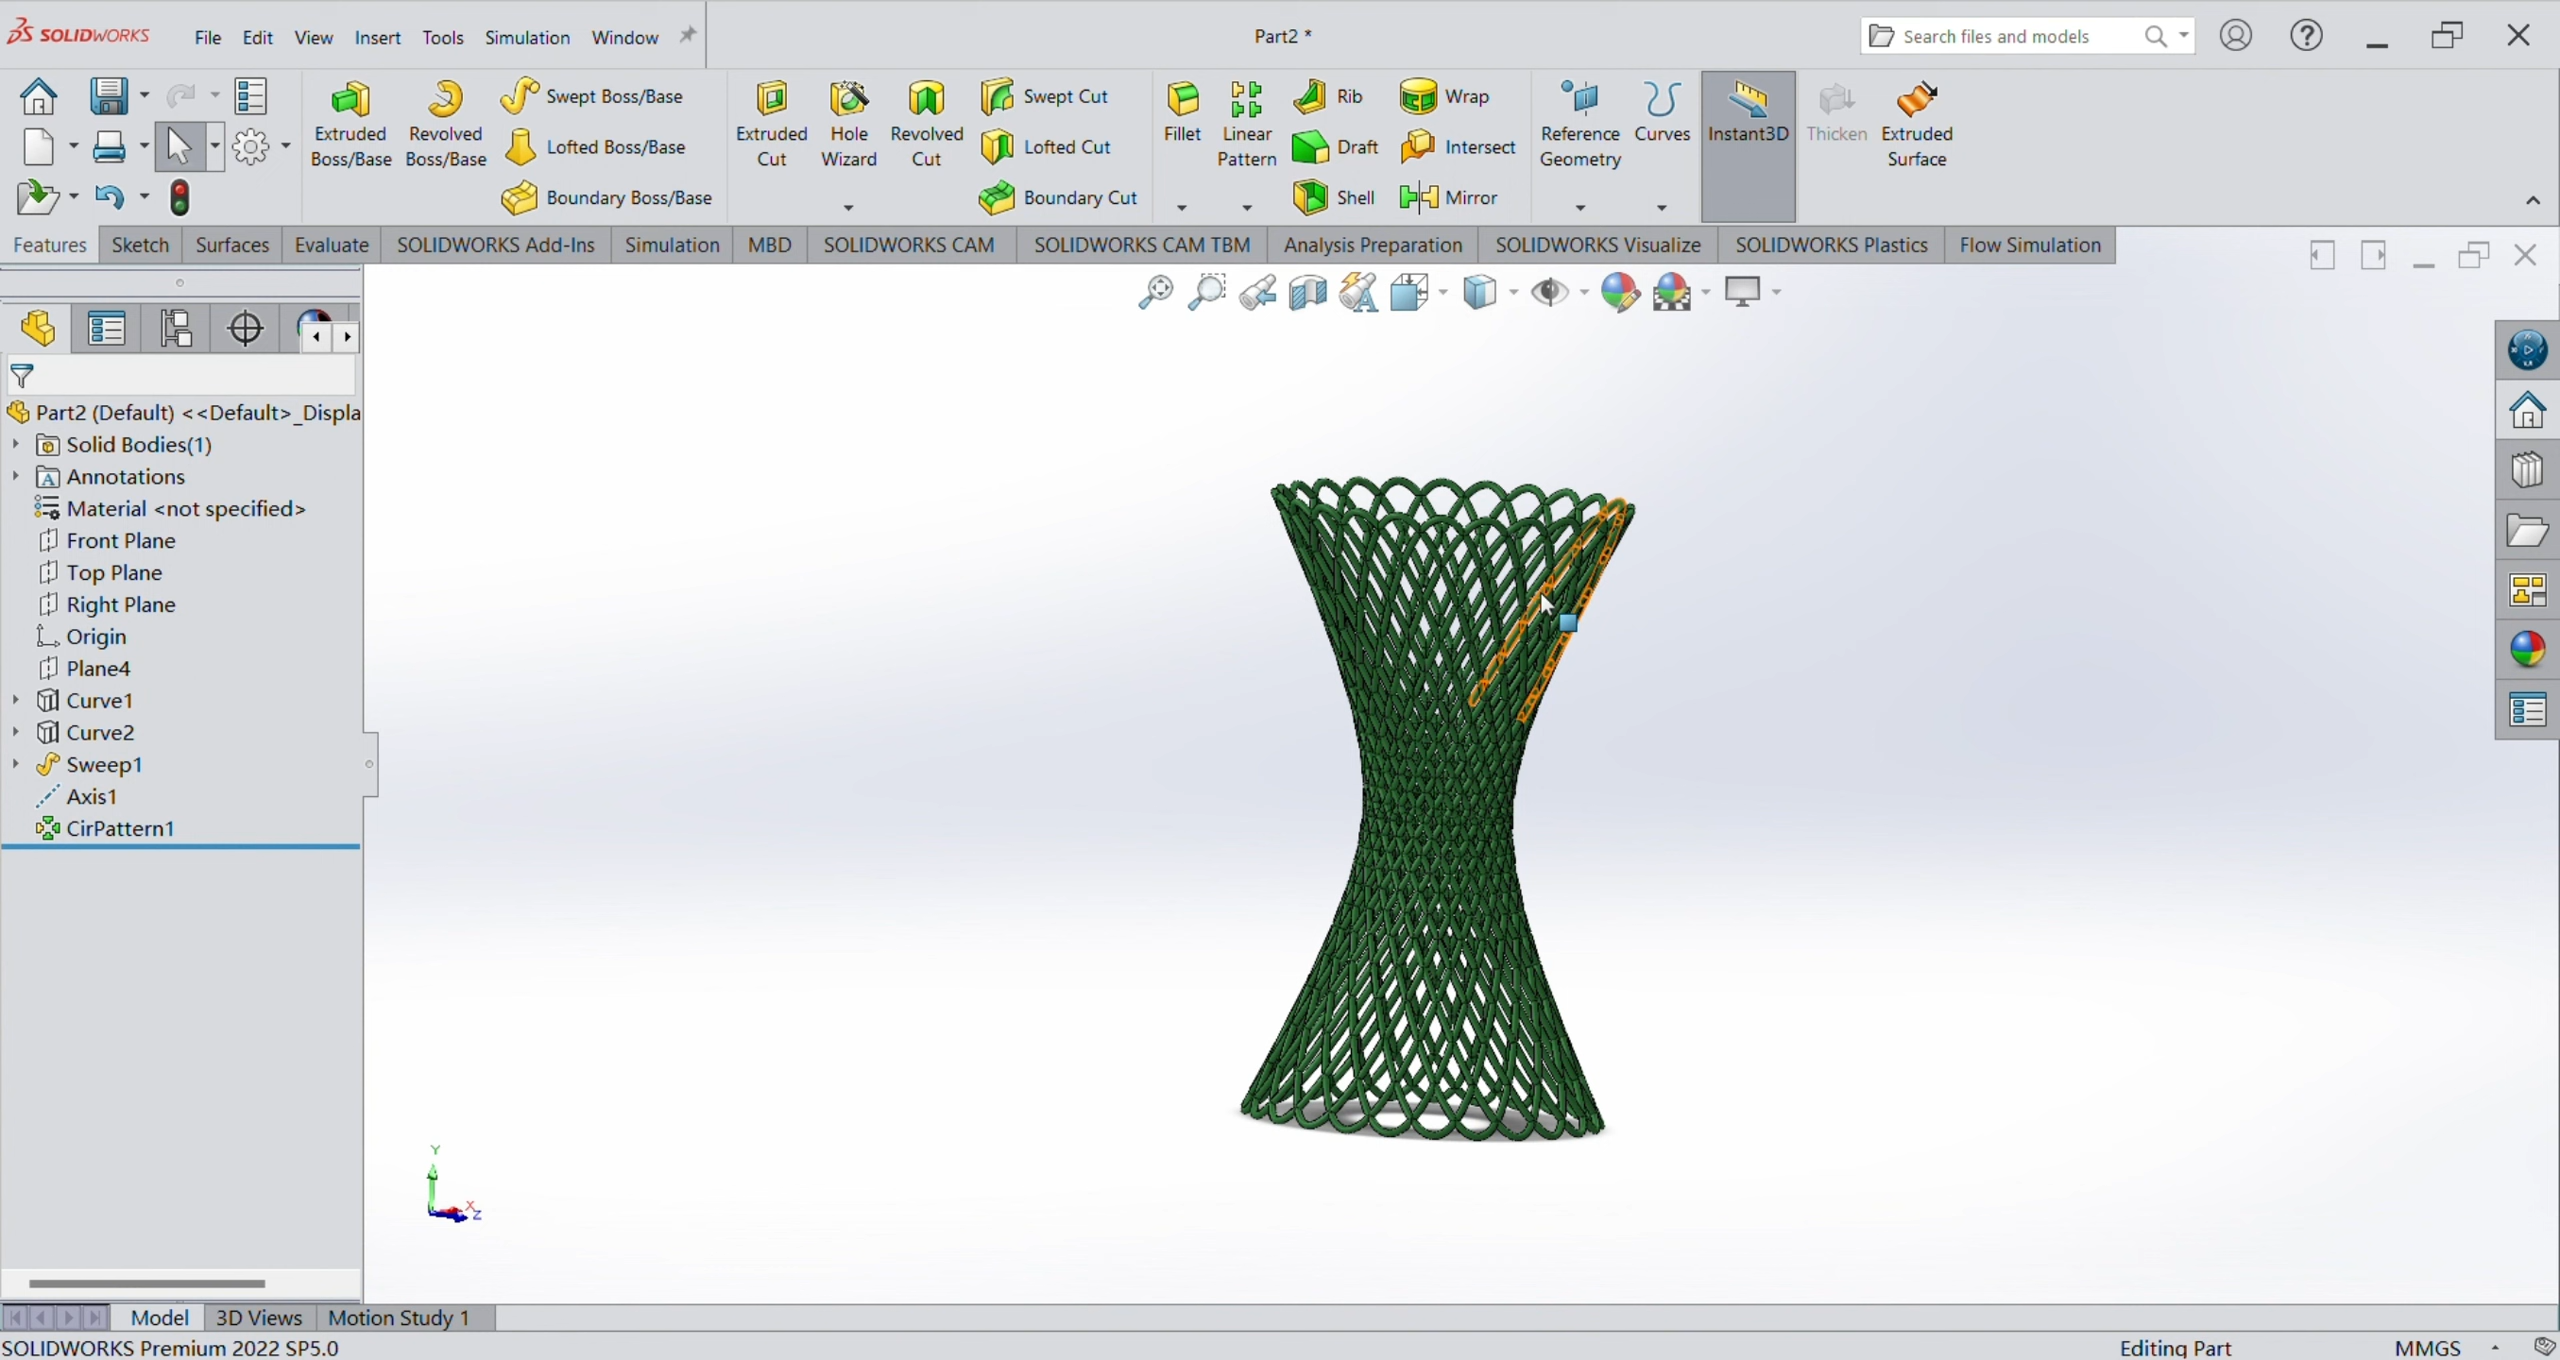 SOLIDWORKS File Edit View Insert Tools Simulation Window Part2 * Search files and models
Extruded Boss/Base
Revolved Boss/Base
Swept Boss/Base
Lofted Boss/Base
Boundary Boss/Base
Extruded Cut
Hole Wizard
Revolved Cut
Swept Cut
Lofted Cut
Boundary Cut
Fillet
Linear Pattern
Rib
Draft
Shell
Wrap
Intersect
Mirror
Reference Geometry
Curves
Instant3D
Thicken
Extruded Surface
Features Sketch Surfaces Evaluate SOLIDWORKS Add-Ins Simulation MBD SOLIDWORKS CAM SOLIDWORKS CAM TBM Analysis Preparation SOLIDWORKS Visualize SOLIDWORKS Plastics Flow Simulation
Part2 (Default) <<Default>_Displa
Solid Bodies(1)
Annotations
Material <not specified>
Front Plane
Top Plane
Right Plane
Origin
Plane4
Curve1
Curve2
Sweep1
Axis1
CirPattern1
Y
X
Z
Model 3D Views Motion Study 1
SOLIDWORKS Premium 2022 SP5.0 Editing Part MMGS